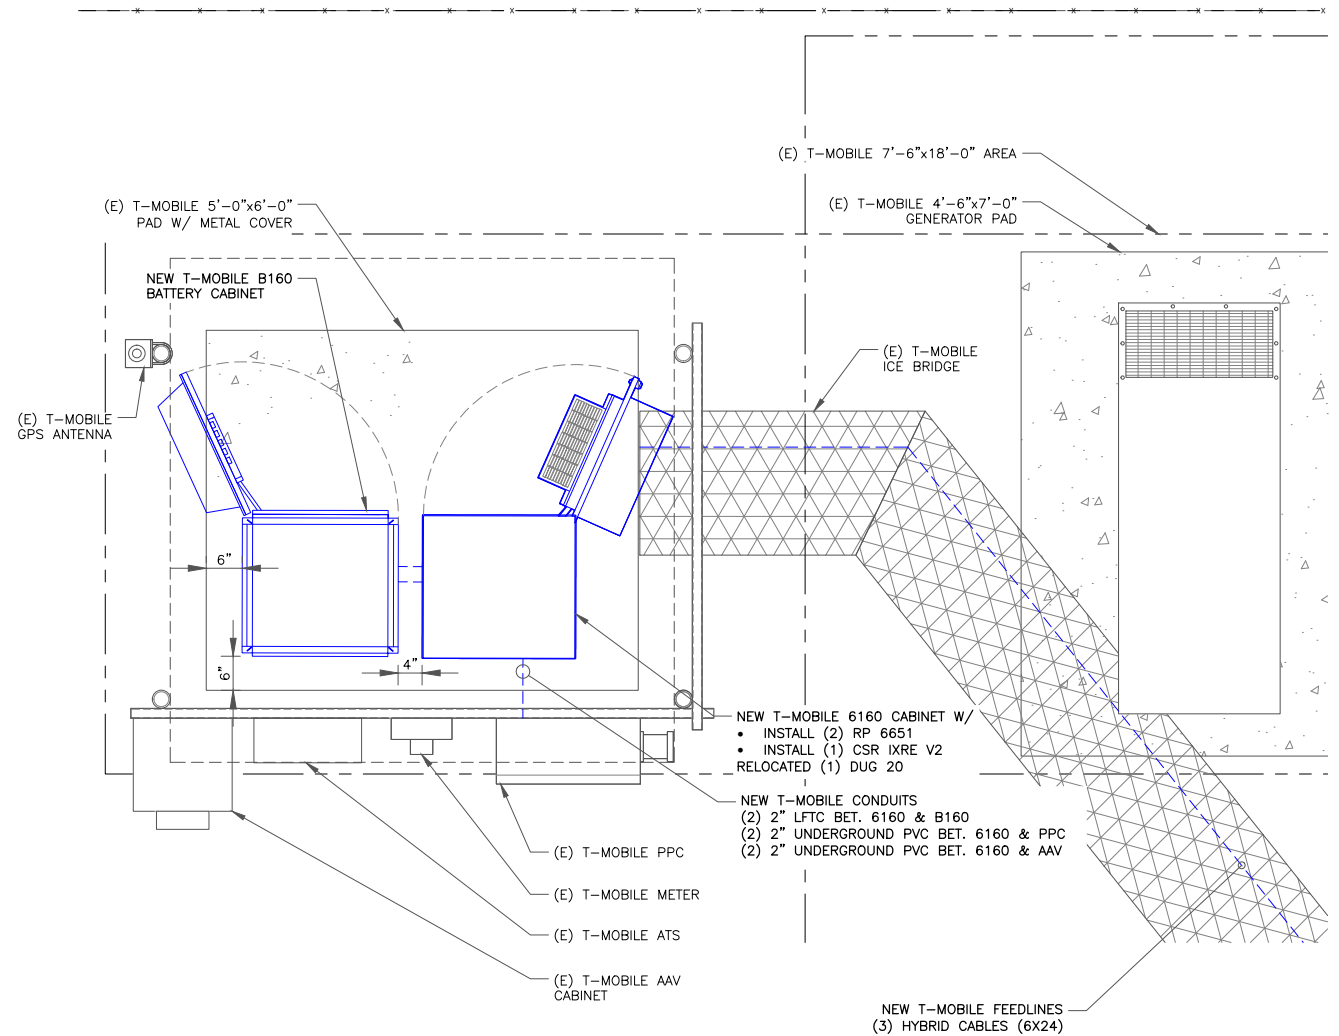 (E) T-MOBILE 7'-6"x18'-0" AREA
(E) T-MOBILE 5'-0"x6'-0"
PAD W/ METAL COVER
(E) T-MOBILE 4'-6"x7'-0"
GENERATOR PAD
NEW T-MOBILE B160
BATTERY CABINET
(E) T-MOBILE
ICE BRIDGE
(E) T-MOBILE
GPS ANTENNA
6"
6"
4"
NEW T-MOBILE 6160 CABINET W/
• INSTALL (2) RP 6651
• INSTALL (1) CSR IXRE V2
RELOCATED (1) DUG 20
NEW T-MOBILE CONDUITS
(2) 2" LFTC BET. 6160 & B160
(2) 2" UNDERGROUND PVC BET. 6160 & PPC
(2) 2" UNDERGROUND PVC BET. 6160 & AAV
(E) T-MOBILE PPC
(E) T-MOBILE METER
(E) T-MOBILE ATS
(E) T-MOBILE AAV
CABINET
NEW T-MOBILE FEEDLINES
(3) HYBRID CABLES (6X24)